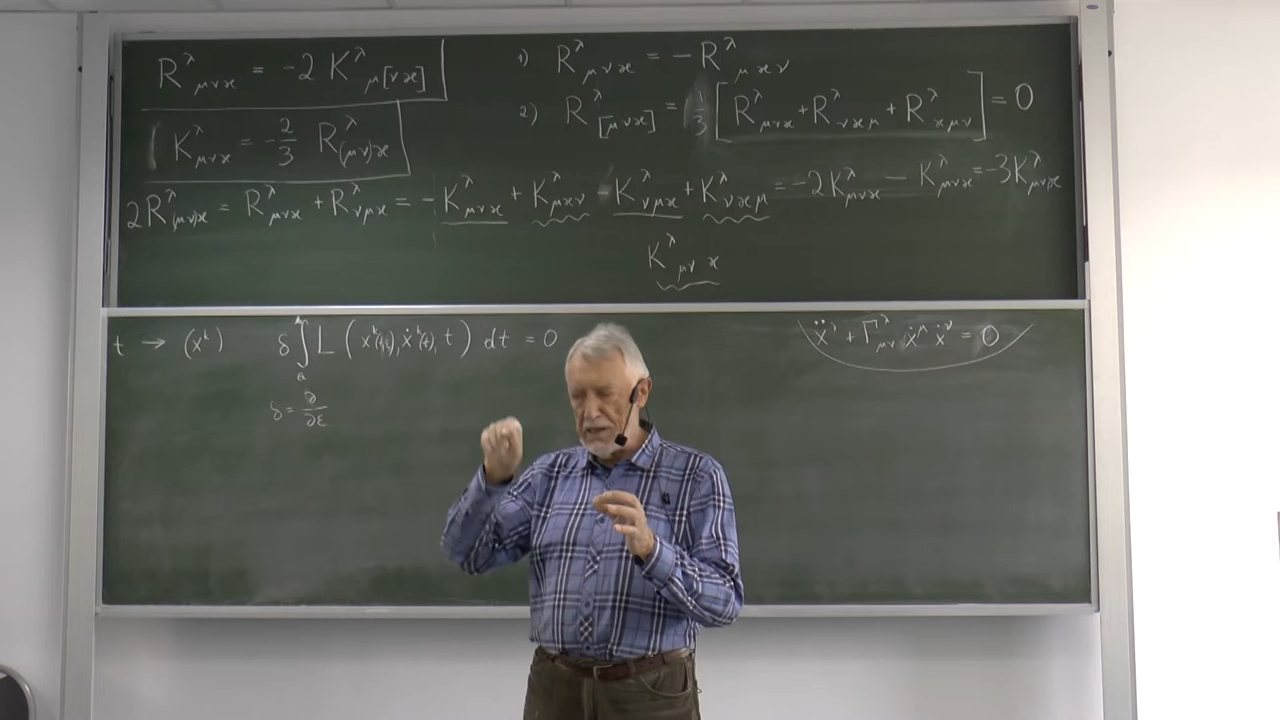 R^λ_{μνϰ} = -2 K^λ_{μ[νϰ]}
K^λ_{μνϰ} = -2/3 R^λ_{(μν)ϰ}
1) R^λ_{μνϰ} = -R^λ_{μϰν}
2) R^λ_{[μνϰ]} = 1/3 [R^λ_{μνϰ} + R^λ_{νϰμ} + R^λ_{ϰμν}] = 0
2R^λ_{(μν)ϰ} = R^λ_{μνϰ} + R^λ_{νμϰ} = -K^λ_{μνϰ} + K^λ_{μϰν} - K^λ_{νμϰ} + K^λ_{νϰμ} = -2K^λ_{μνϰ} - K^λ_{μνϰ} = -3K^λ_{μνϰ}
K^λ_{μνϰ}
t → (x^k) δ∫_a L(x^k(t,ε), ẋ^k(t), t) dt = 0
ẍ^λ + Γ^λ_{μν} ẋ^μ ẋ^ν = 0
δ = ∂/∂ε